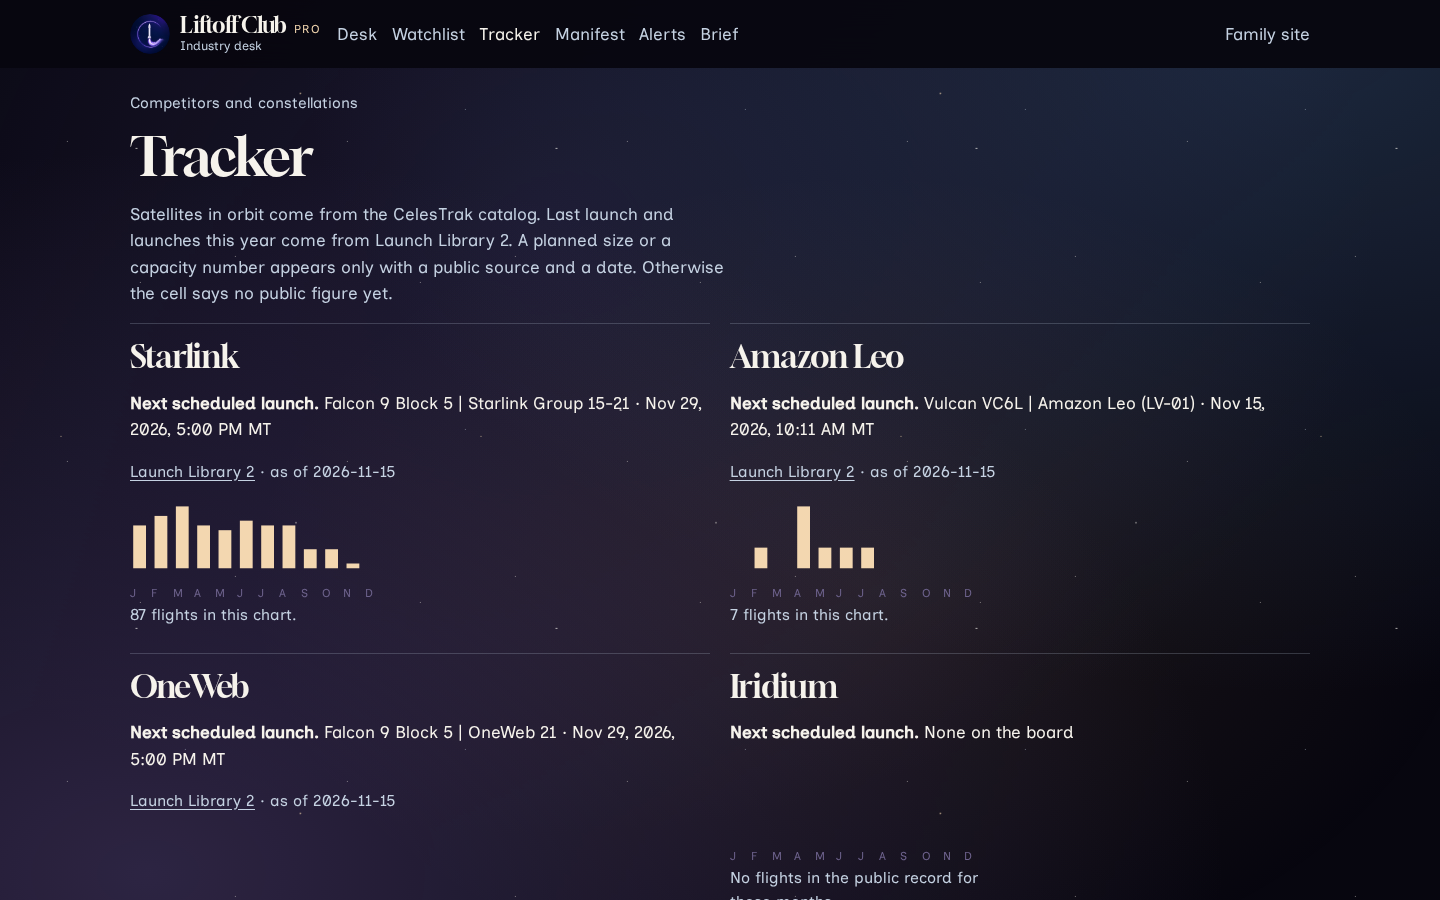 Liftoff Club PRO
Industry desk
Desk Watchlist Tracker Manifest Alerts Brief
Family site
Competitors and constellations
Tracker
Satellites in orbit come from the CelesTrak catalog. Last launch and
launches this year come from Launch Library 2. A planned size or a
capacity number appears only with a public source and a date. Otherwise
the cell says no public figure yet.
Starlink
Next scheduled launch. Falcon 9 Block 5 | Starlink Group 15-21 · Nov 29,
2026, 5:00 PM MT
Launch Library 2 · as of 2026-11-15
J F M A M J J A S O N D
87 flights in this chart.
Amazon Leo
Next scheduled launch. Vulcan VC6L | Amazon Leo (LV-01) · Nov 15,
2026, 10:11 AM MT
Launch Library 2 · as of 2026-11-15
J F M A M J J A S O N D
7 flights in this chart.
OneWeb
Next scheduled launch. Falcon 9 Block 5 | OneWeb 21 · Nov 29, 2026,
5:00 PM MT
Launch Library 2 · as of 2026-11-15
Iridium
Next scheduled launch. None on the board
J F M A M J J A S O N D
No flights in the public record for